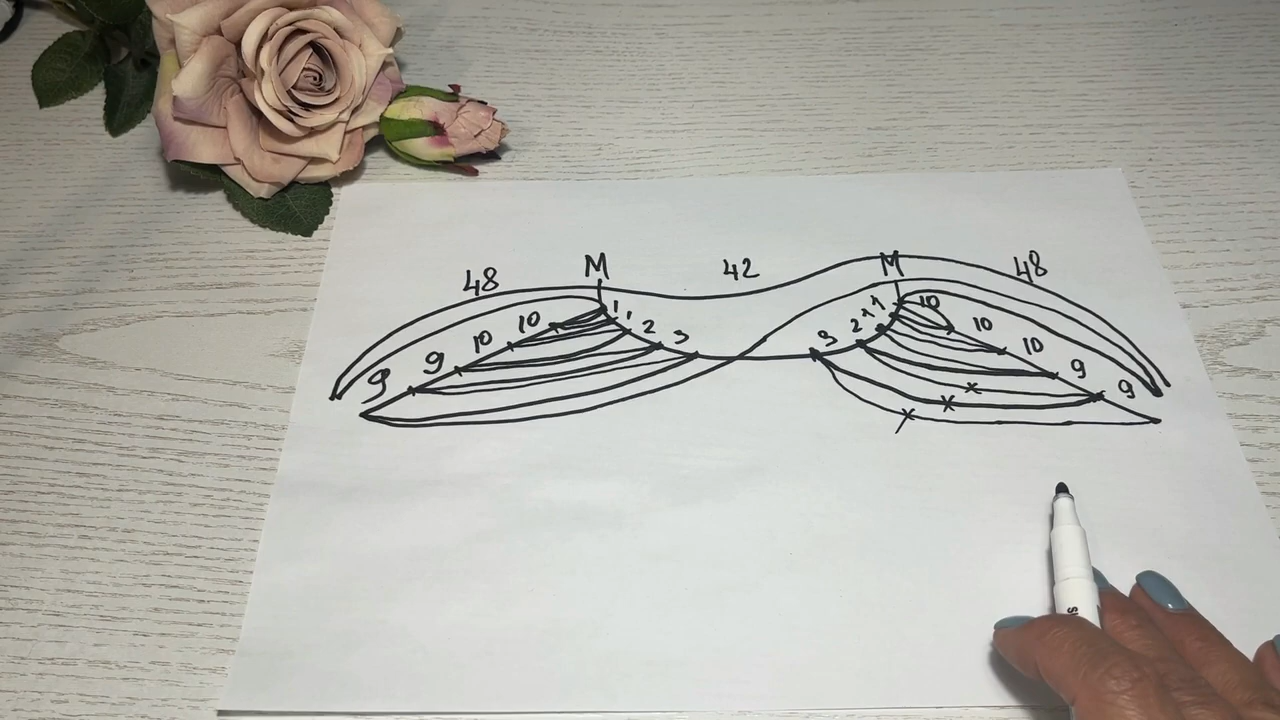 48 M 42 M 48
10 1 1 1 10
10 1 2 3 3 2 10
9 10
9 9
9